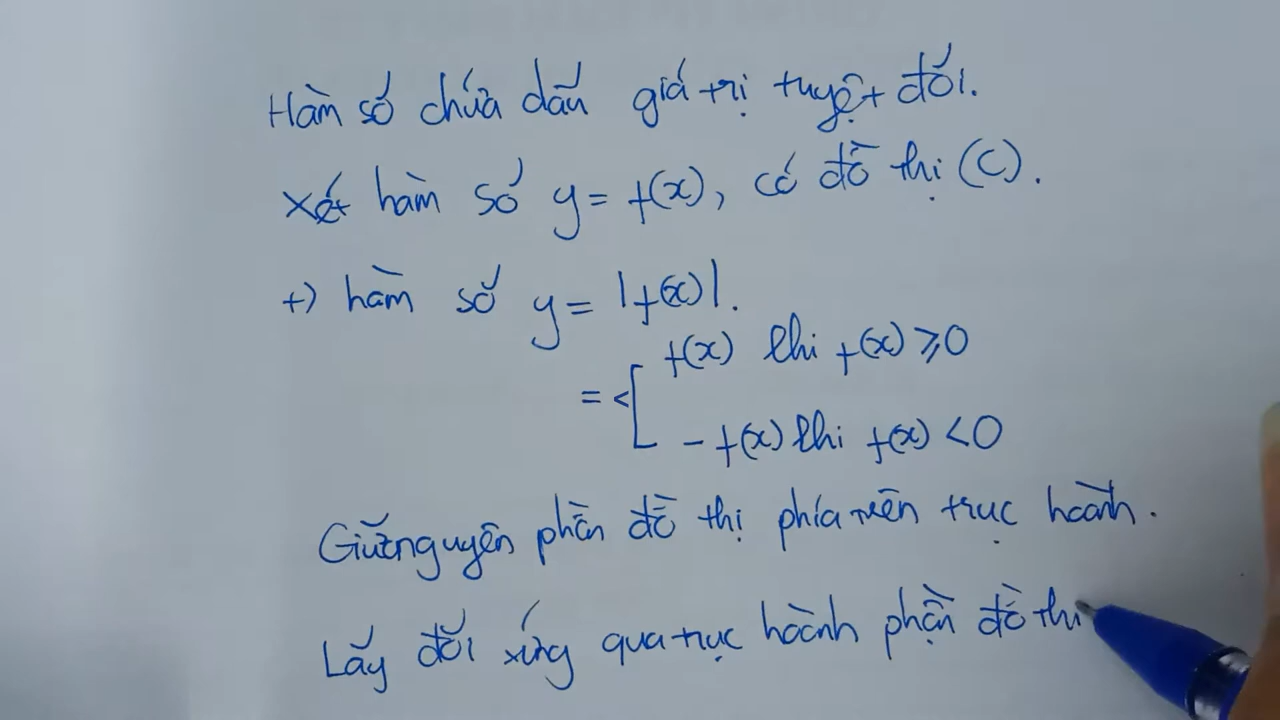 Hàm số chứa dấu giá trị tuyệt đối.
Xét hàm số y = f(x), có đồ thị (C).
+) hàm số y = |f(x)|.
f(x) khi f(x) ≥ 0
= <[
- f(x) khi f(x) < 0
Giữ nguyên phần đồ thị phía trên trục hoành.
Lấy đối xứng qua trục hoành phần đồ thi